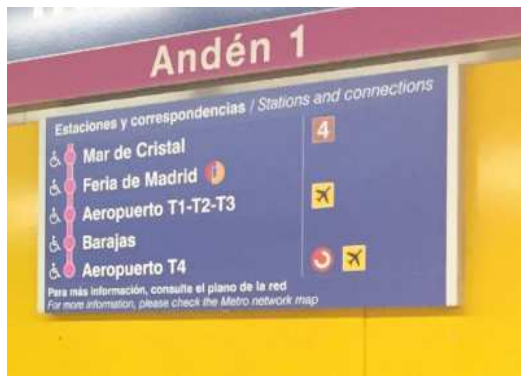 Andén 1
Estaciones y correspondencias / Stations and connections
Mar de Cristal 4
Feria de Madrid
Aeropuerto T1-T2-T3
Barajas
Aeropuerto T4
Para más información, consulte el plano de la red
For more information, please check the Metro network map